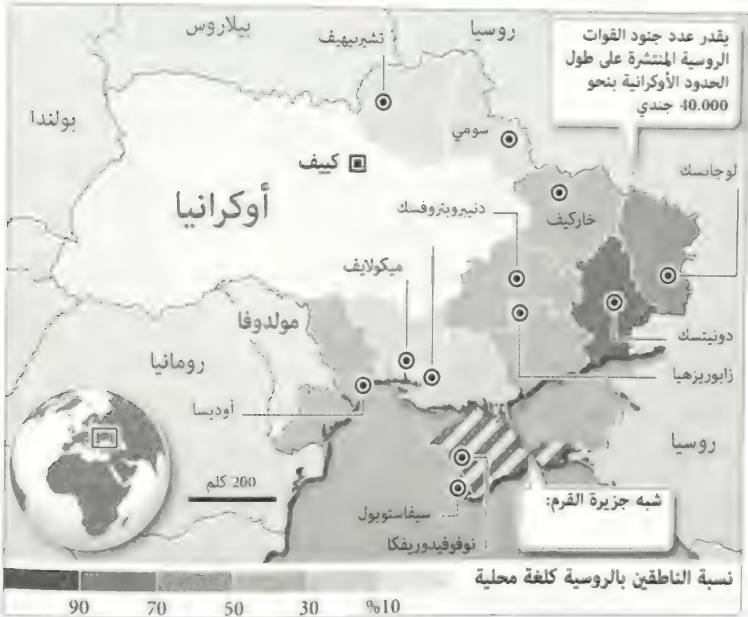 يقدر عدد جنود القوات
الروسية المنتشرة على طول
الحدود الأوكرانية بنحو
40.000 جندي
روسيا
بيلاروس
تشيرنيهيف
بولندا
سومي
كييف
لوجانسك
أوكرانيا
خاركيف
دنيبروبتروفسك
ميكولايف
مولدوفا
رومانيا
دونيتسك
زابوريزهيا
أوديسا
روسيا
200 كلم
شبه جزيرة القرم:
سيفاستوبول
نوفوفيدوريفكا
نسبة الناطقين بالروسية كلغة محلية
90 70 50 30 %10